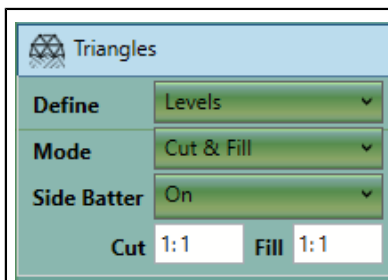 Triangles
Define Levels
Mode Cut & Fill
Side Batter On
Cut 1:1 Fill 1:1